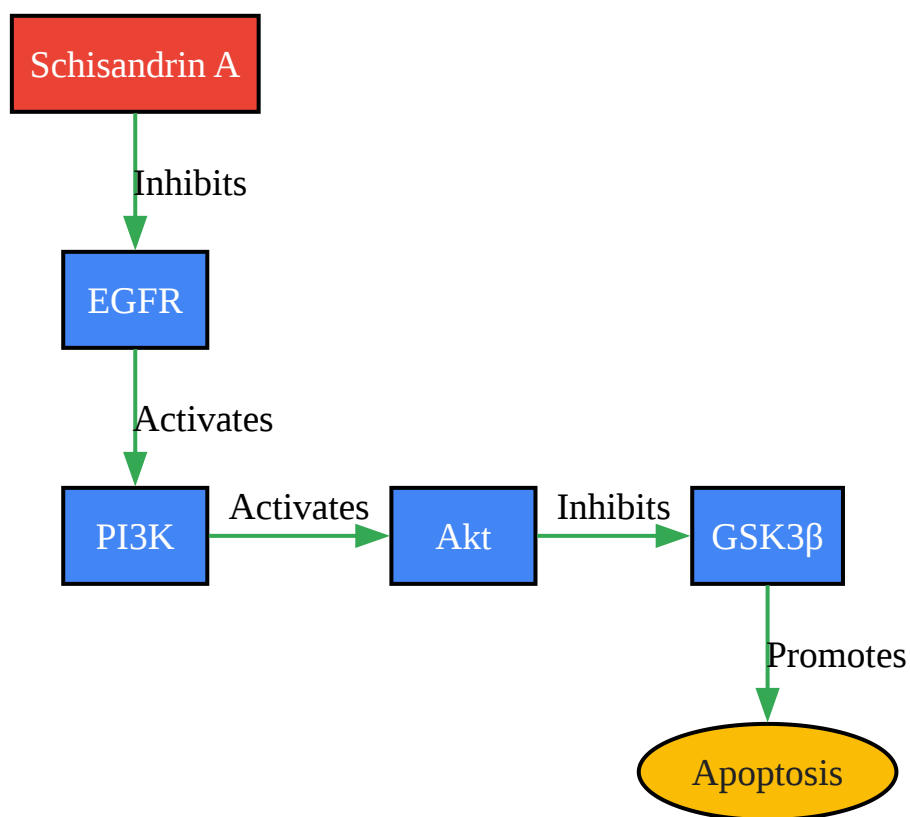 Schisandrin A
Inhibits
EGFR
Activates
PI3K
Activates
Akt
Inhibits
GSK3β
Promotes
Apoptosis